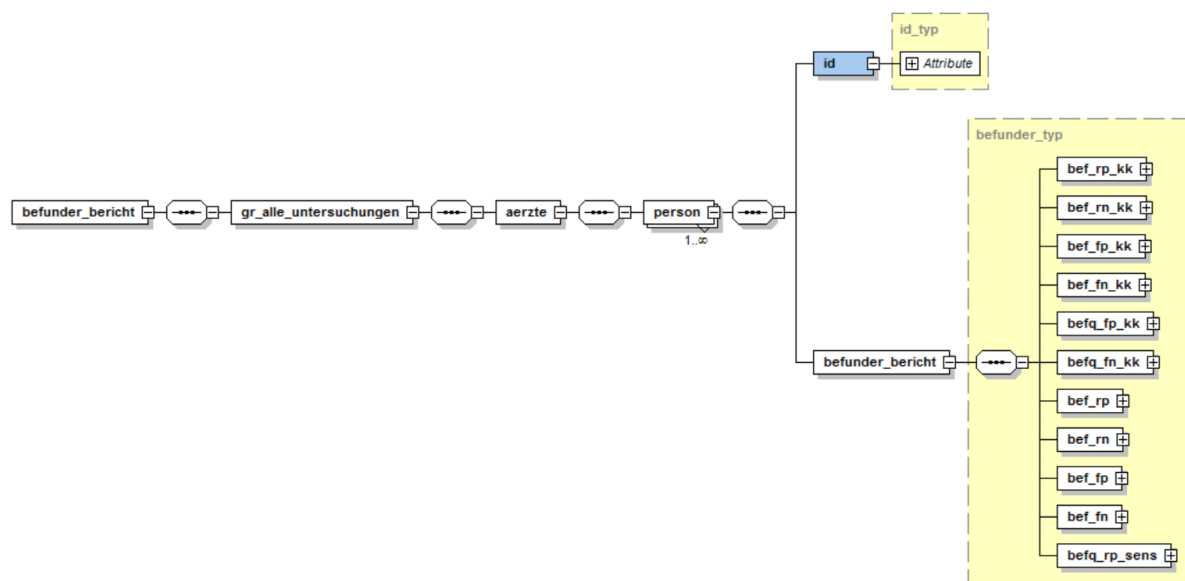 id_typ
id
Attribute
befunder_typ
bef_rp_kk
bef_rn_kk
befunder_bericht
gr_alle_untersuchungen
aerzte
person
1..∞
bef_fp_kk
bef_fn_kk
befq_fp_kk
befunder_bericht
befq_fn_kk
bef_rp
bef_rn
bef_fp
bef_fn
befq_rp_sens